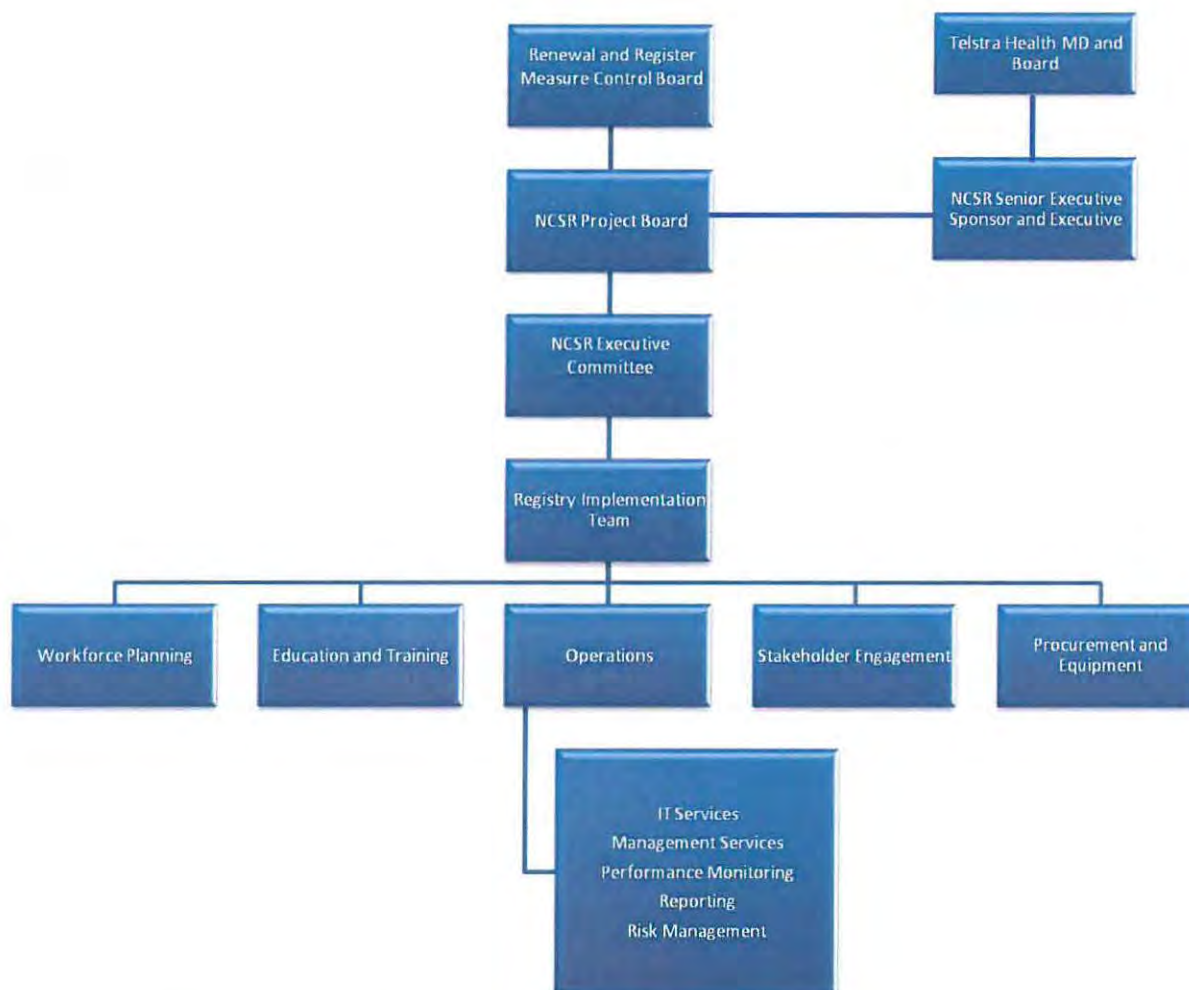 Renewal and Register
Measure Control Board
Telstra Health MD and
Board
NCSR Project Board
NCSR Senior Executive
Sponsor and Executive
NCSR Executive
Committee
Registry Implementation
Team
Workforce Planning
Education and Training
Operations
Stakeholder Engagement
Procurement and
Equipment
IT Services
Management Services
Performance Monitoring
Reporting
Risk Management